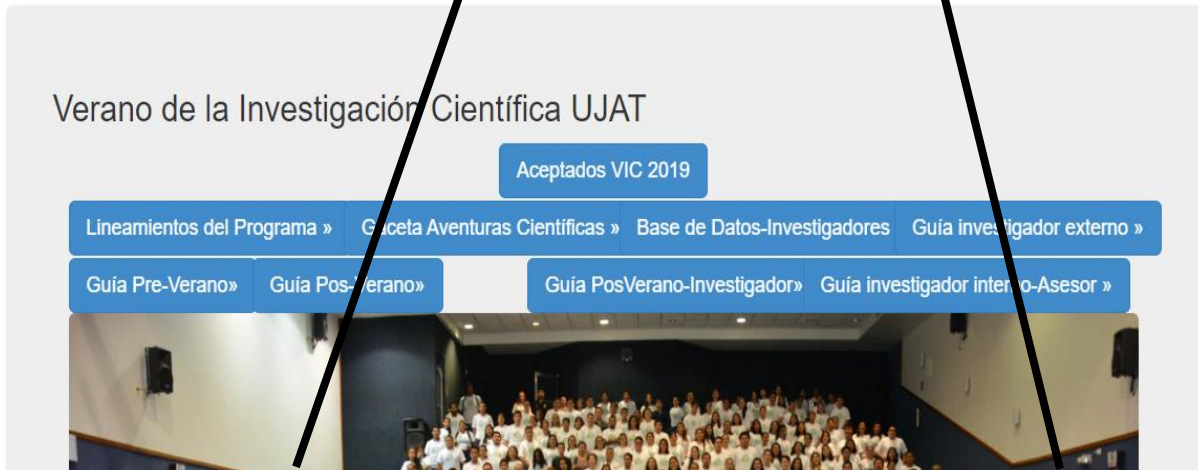 Verano de la Investigación Científica UJAT
Aceptados VIC 2019
Lineamientos del Programa » Gaceta Aventuras Científicas » Base de Datos-Investigadores Guía investigador externo »
Guía Pre-Verano» Guía Pos-Verano» Guía PosVerano-Investigador» Guía investigador interno-Asesor »